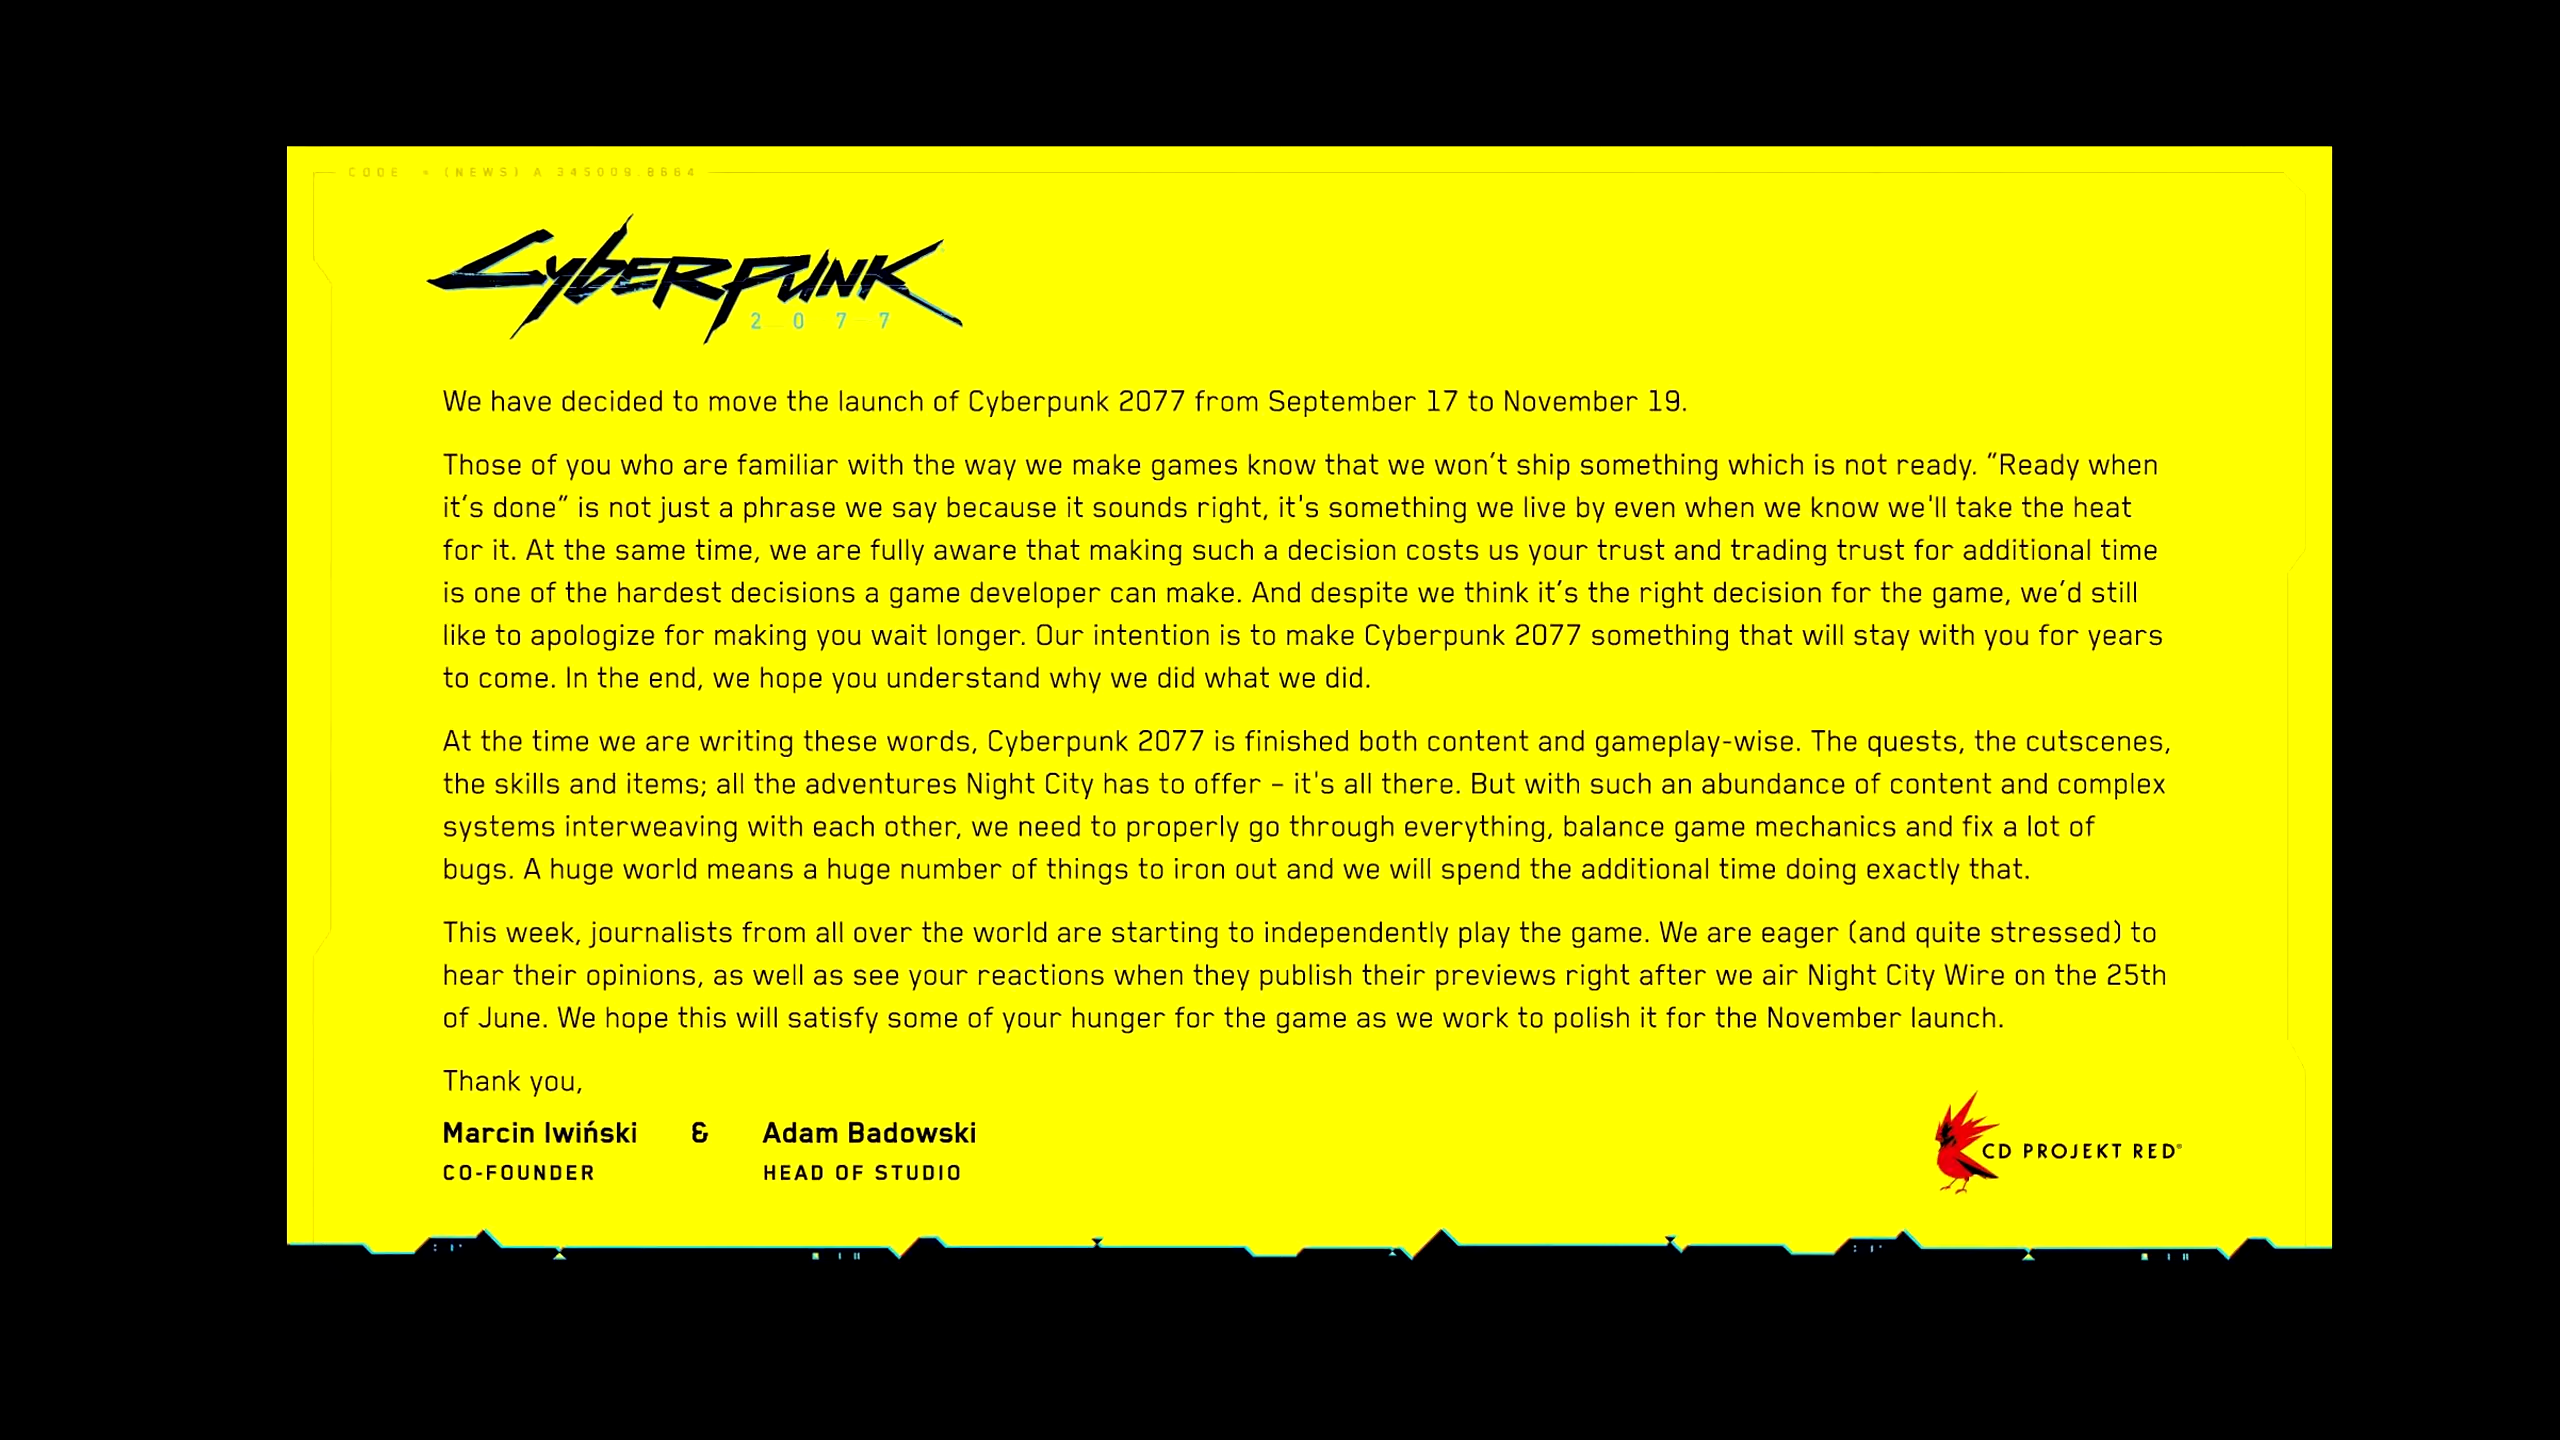 CODE * (NEWS) A 345009.8664
Cyberpunk
2077
We have decided to move the launch of Cyberpunk 2077 from September 17 to November 19.
Those of you who are familiar with the way we make games know that we won’t ship something which is not ready. “Ready when
it’s done” is not just a phrase we say because it sounds right, it's something we live by even when we know we'll take the heat
for it. At the same time, we are fully aware that making such a decision costs us your trust and trading trust for additional time
is one of the hardest decisions a game developer can make. And despite we think it’s the right decision for the game, we’d still
like to apologize for making you wait longer. Our intention is to make Cyberpunk 2077 something that will stay with you for years
to come. In the end, we hope you understand why we did what we did.
At the time we are writing these words, Cyberpunk 2077 is finished both content and gameplay-wise. The quests, the cutscenes,
the skills and items; all the adventures Night City has to offer – it's all there. But with such an abundance of content and complex
systems interweaving with each other, we need to properly go through everything, balance game mechanics and fix a lot of
bugs. A huge world means a huge number of things to iron out and we will spend the additional time doing exactly that.
This week, journalists from all over the world are starting to independently play the game. We are eager (and quite stressed) to
hear their opinions, as well as see your reactions when they publish their previews right after we air Night City Wire on the 25th
of June. We hope this will satisfy some of your hunger for the game as we work to polish it for the November launch.
Thank you,
Marcin Iwiński & Adam Badowski
CO-FOUNDER HEAD OF STUDIO
CD PROJEKT RED®